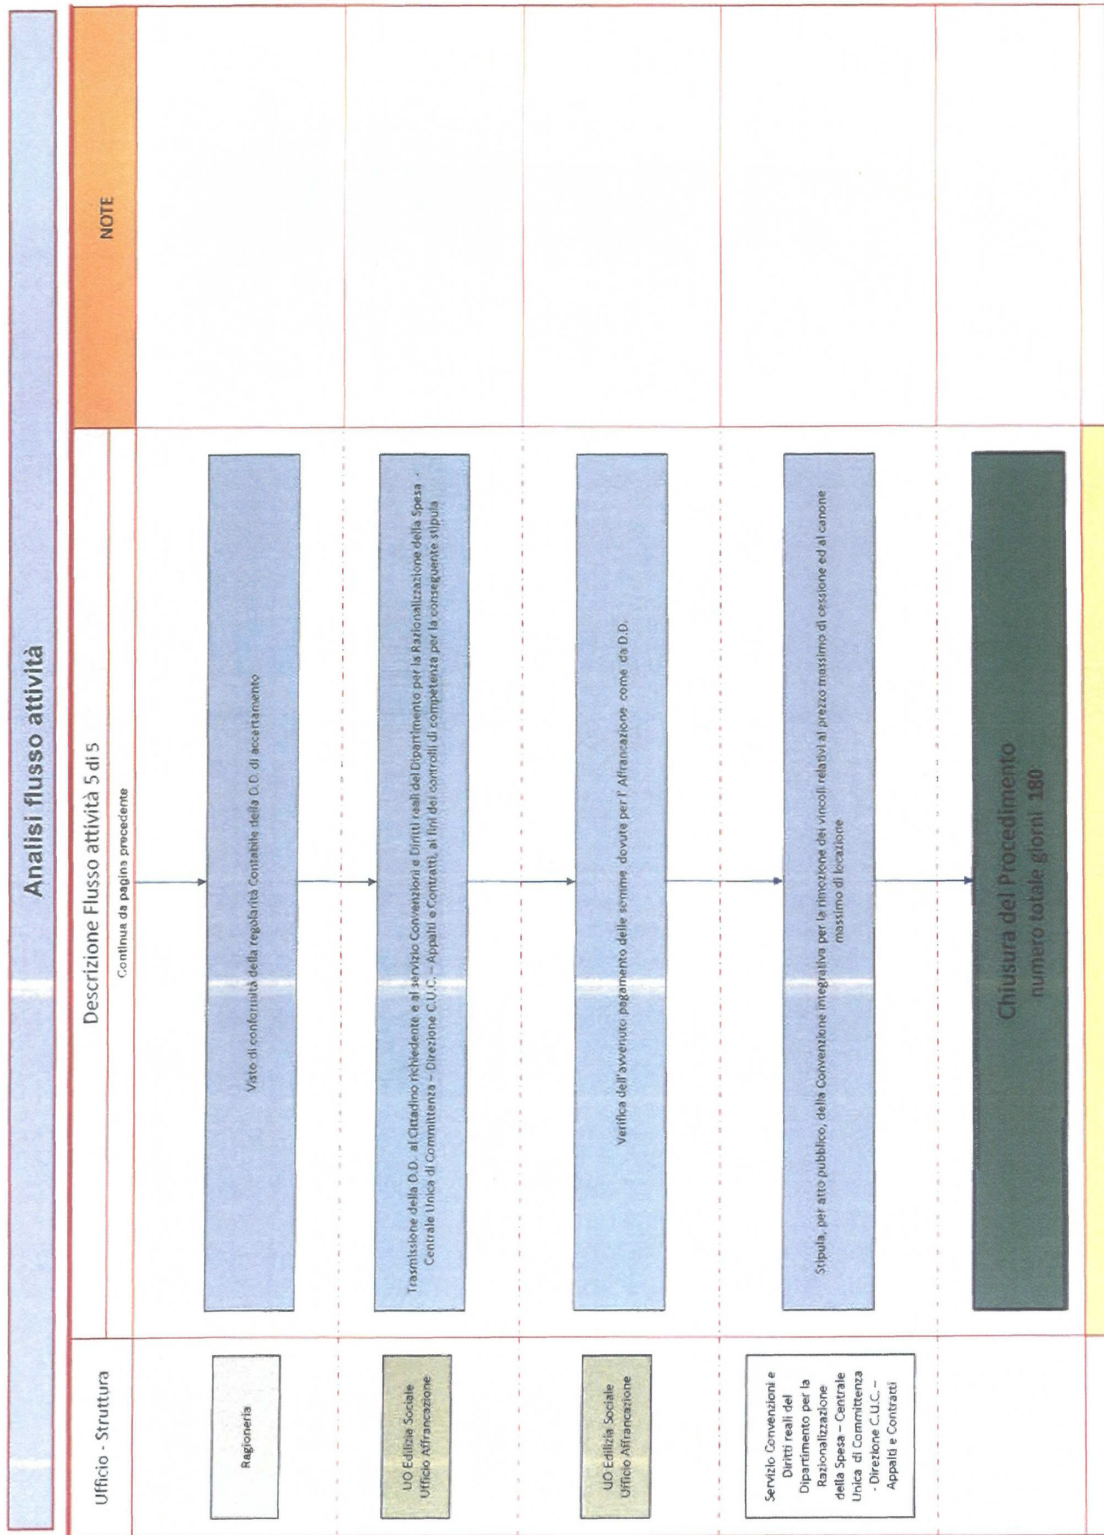 Analisi flusso attività
Ufficio - Struttura
Descrizione Flusso attività 5 di 5
NOTE
Continua da pagina precedente
Ragioneria
Visto di conformità della regolarità Contabile della D.D. di accertamento
UO Edilizia Sociale
Ufficio Affrancazione
Trasmissione della D.D. al Cittadino richiedente e al servizio Convenzioni e Diritti reali del Dipartimento per la Razionalizzazione della Spesa -
Centrale Unica di Committenza – Direzione C.U.C. – Appalti e Contratti, ai fini dei controlli di competenza per la conseguente stipula
UO Edilizia Sociale
Ufficio Affrancazione
Verifica dell'avvenuto pagamento delle somme dovute per l' Affrancazione come da D.D.
Servizio Convenzioni e
Diritti reali del
Dipartimento per la
Razionalizzazione
della Spesa – Centrale
Unica di Committenza
- Direzione C.U.C. –
Appalti e Contratti
Stipula, per atto pubblico, della Convenzione integrativa per la rimozione dei vincoli relativi al prezzo massimo di cessione ed al canone
massimo di locazione
Chiusura del Procedimento
numero totale giorni 180